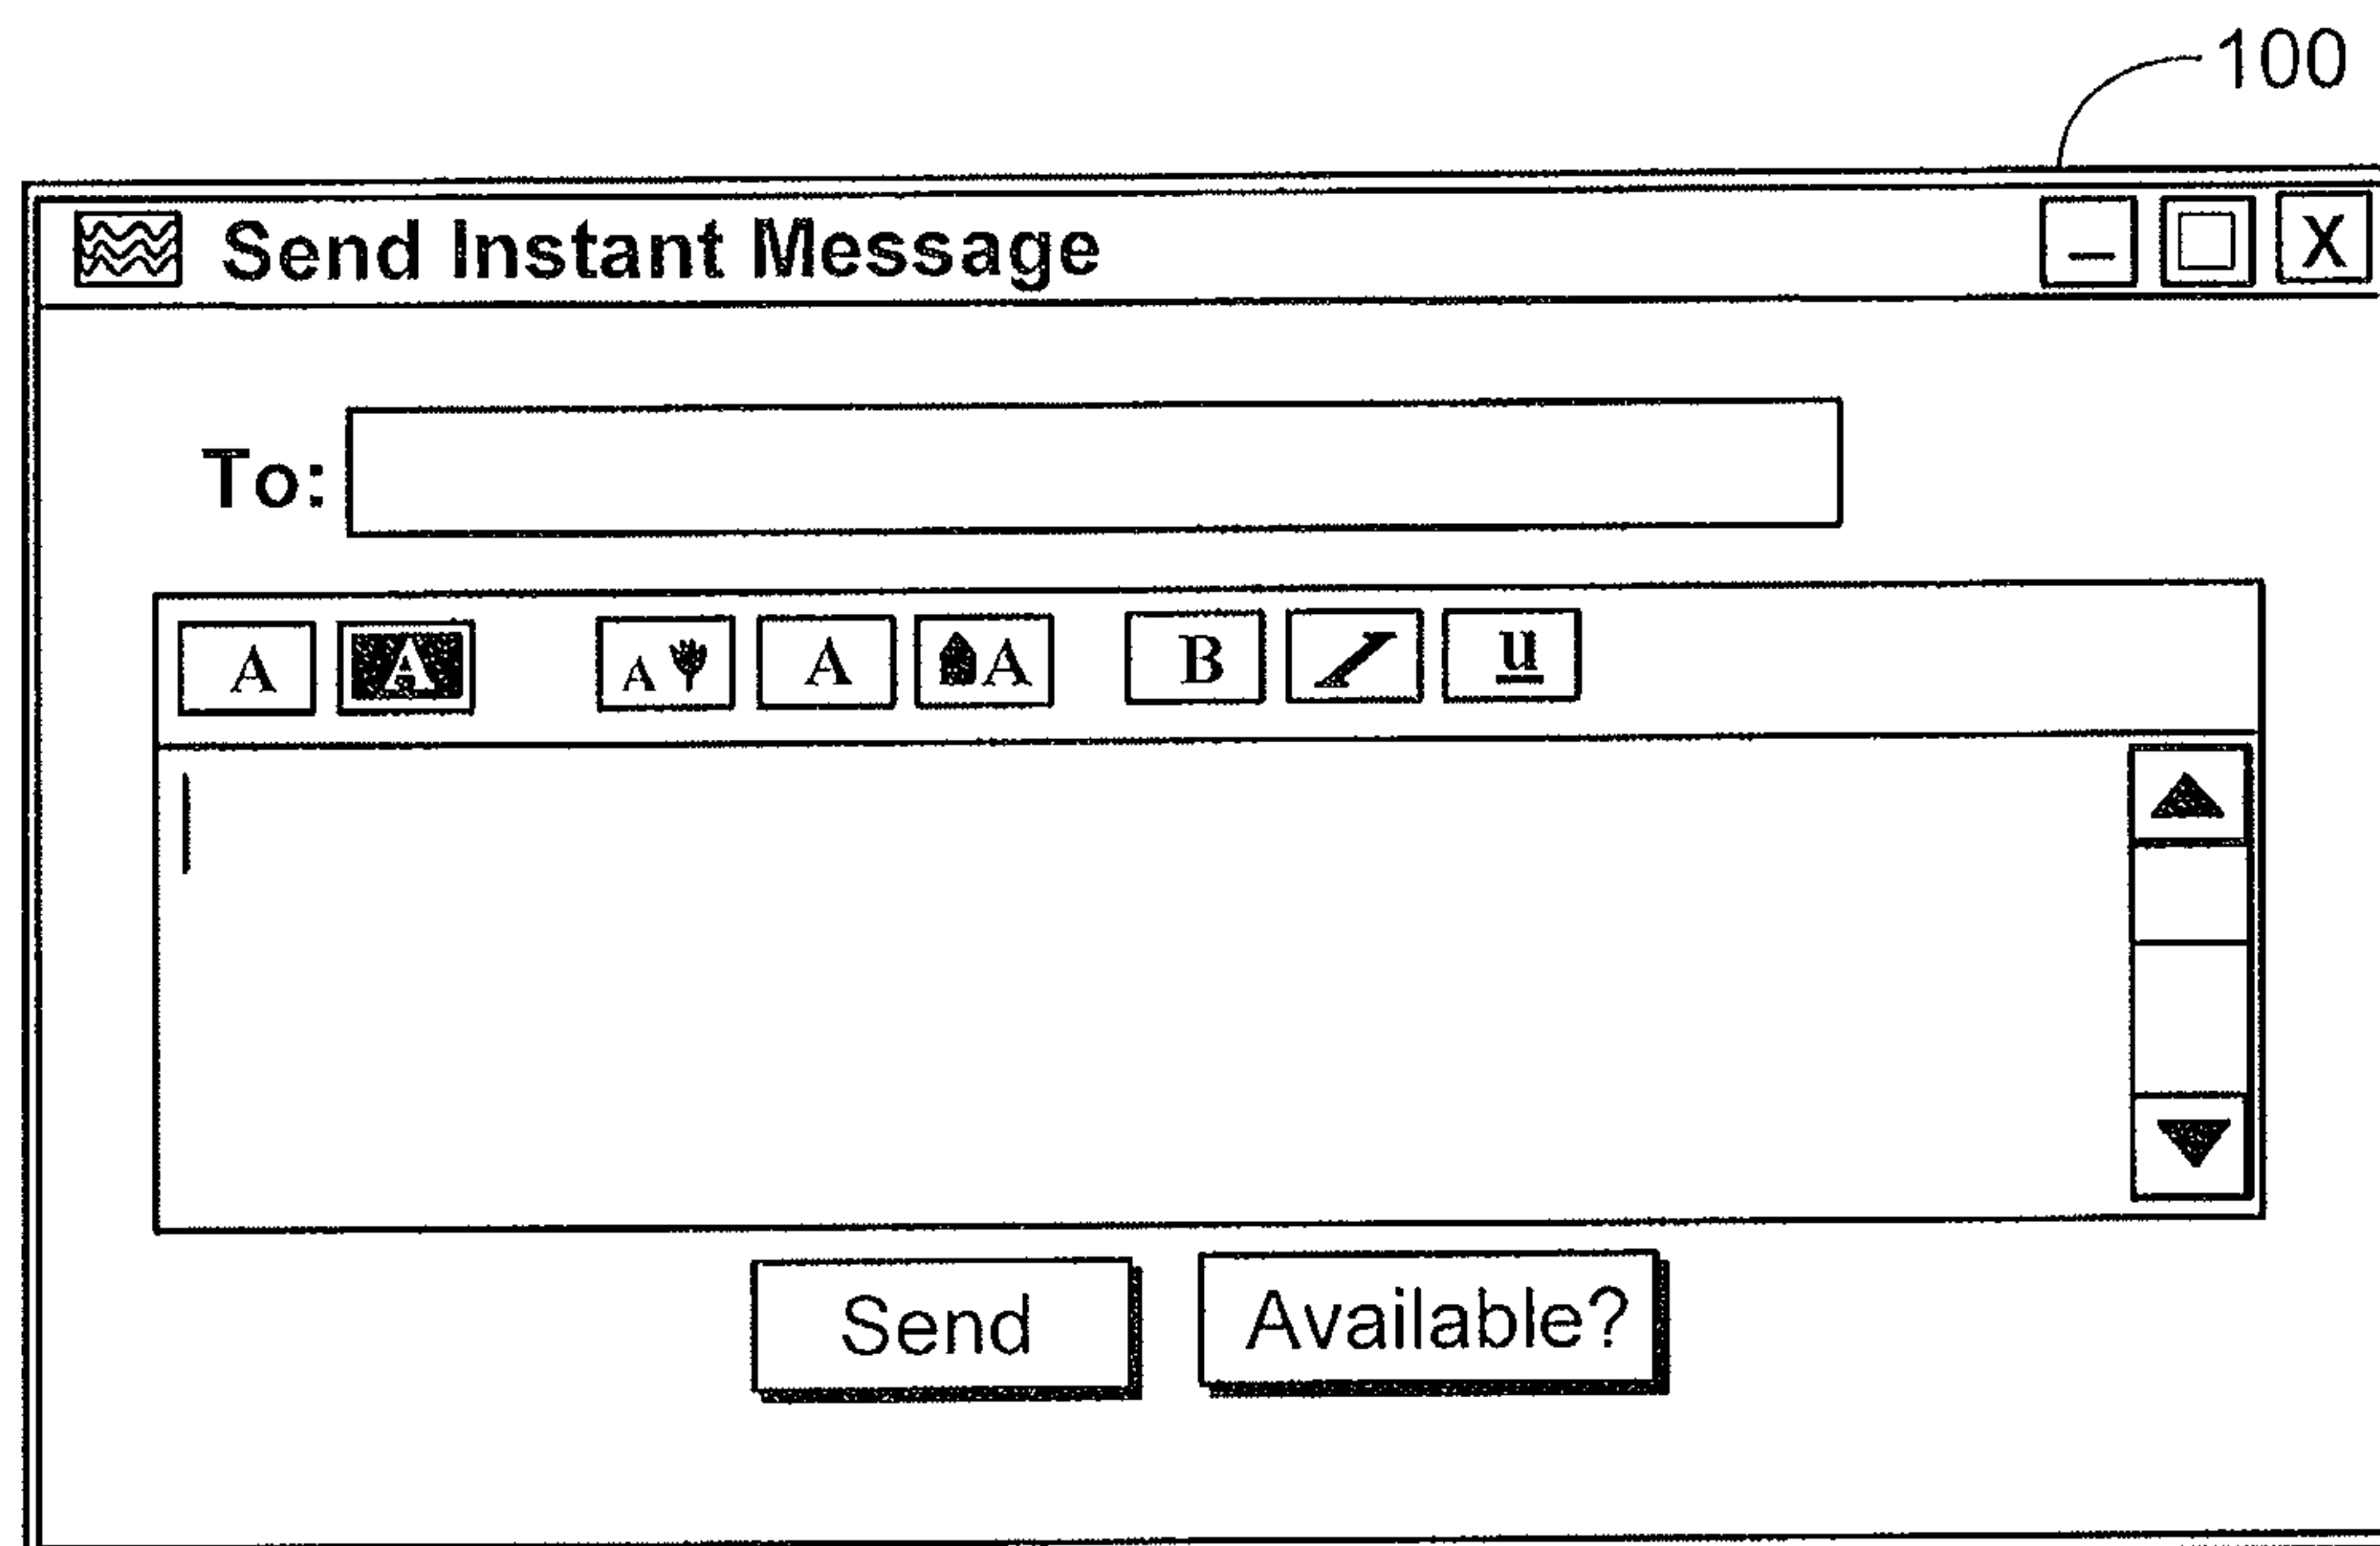 100
Send Instant Message
X
To:
A A A A A B I u
Send Available?